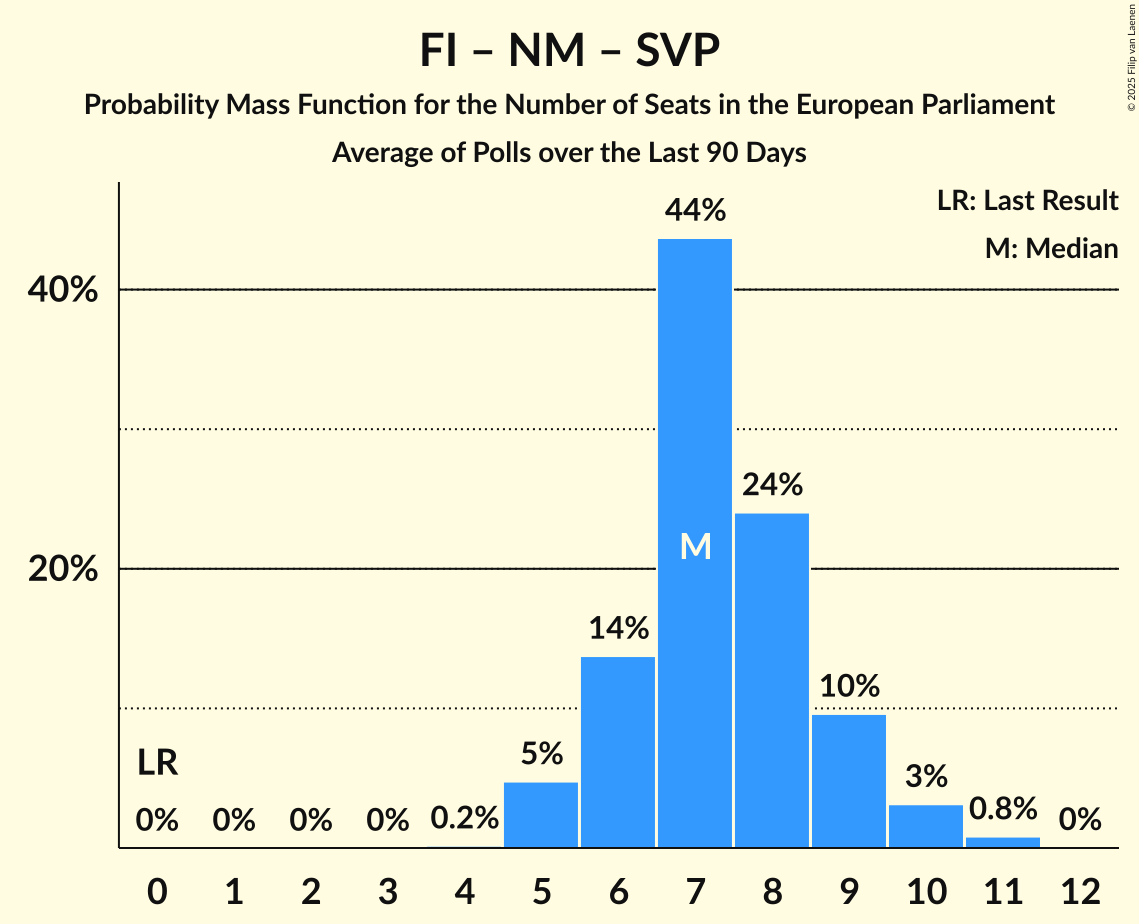 FI – NM – SVP
Probability Mass Function for the Number of Seats in the European Parliament
Average of Polls over the Last 90 Days
© 2025 Filip van Laenen
LR: Last Result
M: Median
40%
20%
LR
0%
0%
0%
0%
0.2%
5%
14%
44%
M
24%
10%
3%
0.8%
0%
0 1 2 3 4 5 6 7 8 9 10 11 12